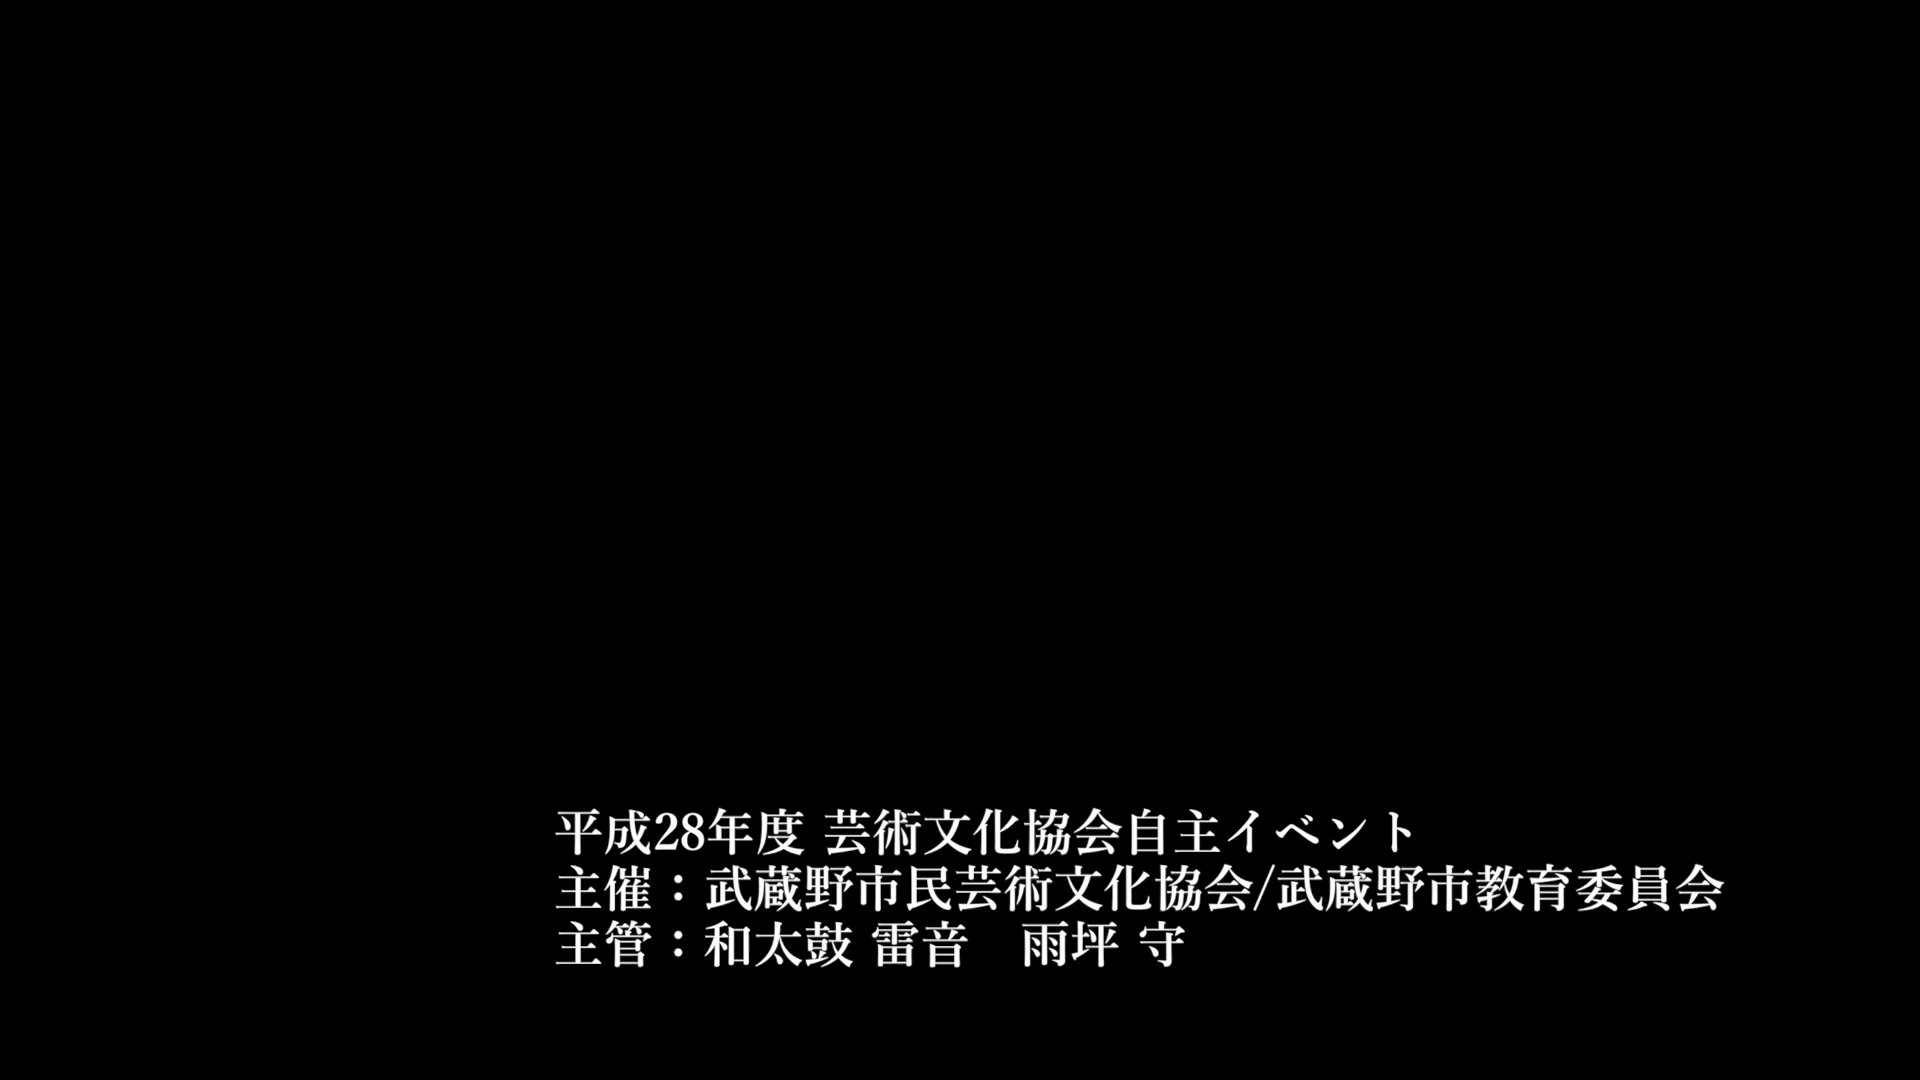 平成28年度 芸術文化協会自主イベント
主催：武蔵野市民芸術文化協会/武蔵野市教育委員会
主管：和太鼓 雷音　雨坪 守